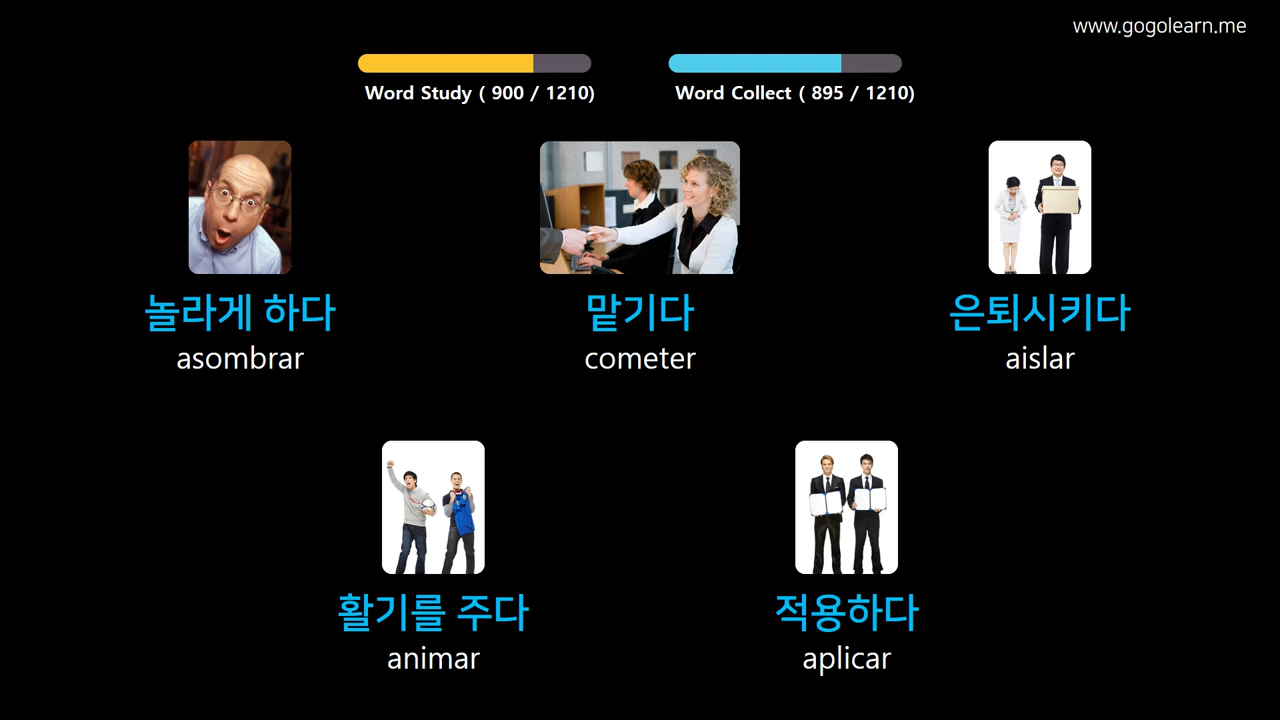 www.gogolearn.me
Word Study ( 900 / 1210)
Word Collect ( 895 / 1210)
놀라게 하다
asombrar
맡기다
cometer
은퇴시키다
aislar
활기를 주다
animar
적용하다
aplicar